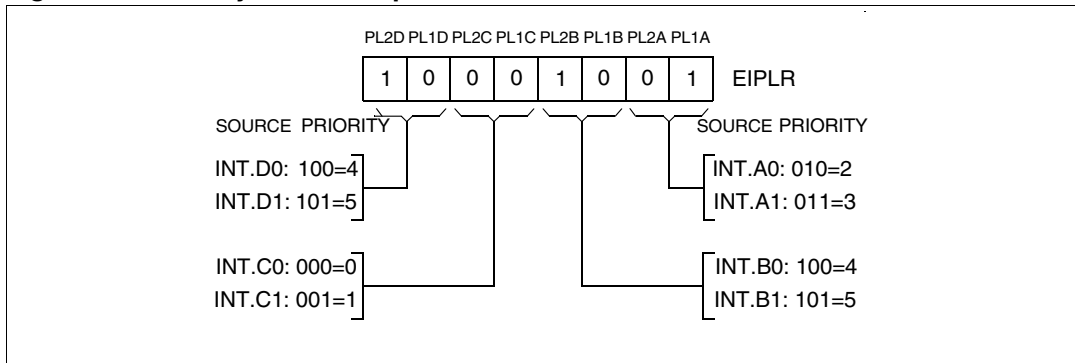 PL2D PL1D PL2C PL1C PL2B PL1B PL2A PL1A
1 0 0 0 1 0 0 1 EIPLR
SOURCE PRIORITY SOURCE PRIORITY
INT.D0: 100=4 INT.A0: 010=2
INT.D1: 101=5 INT.A1: 011=3
INT.C0: 000=0 INT.B0: 100=4
INT.C1: 001=1 INT.B1: 101=5